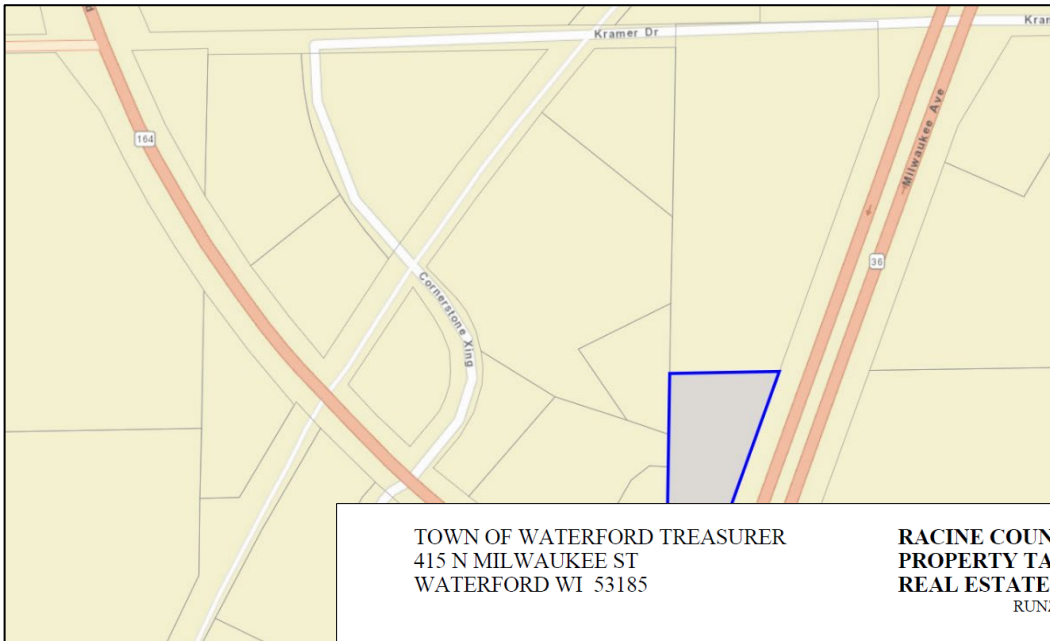 Kramer Dr
Kram
164
Milwaukee Ave
36
Cornerstone Xing
TOWN OF WATERFORD TREASURER
415 N MILWAUKEE ST
WATERFORD WI 53185
RACINE COUN
PROPERTY TA
REAL ESTATE
RUNZ